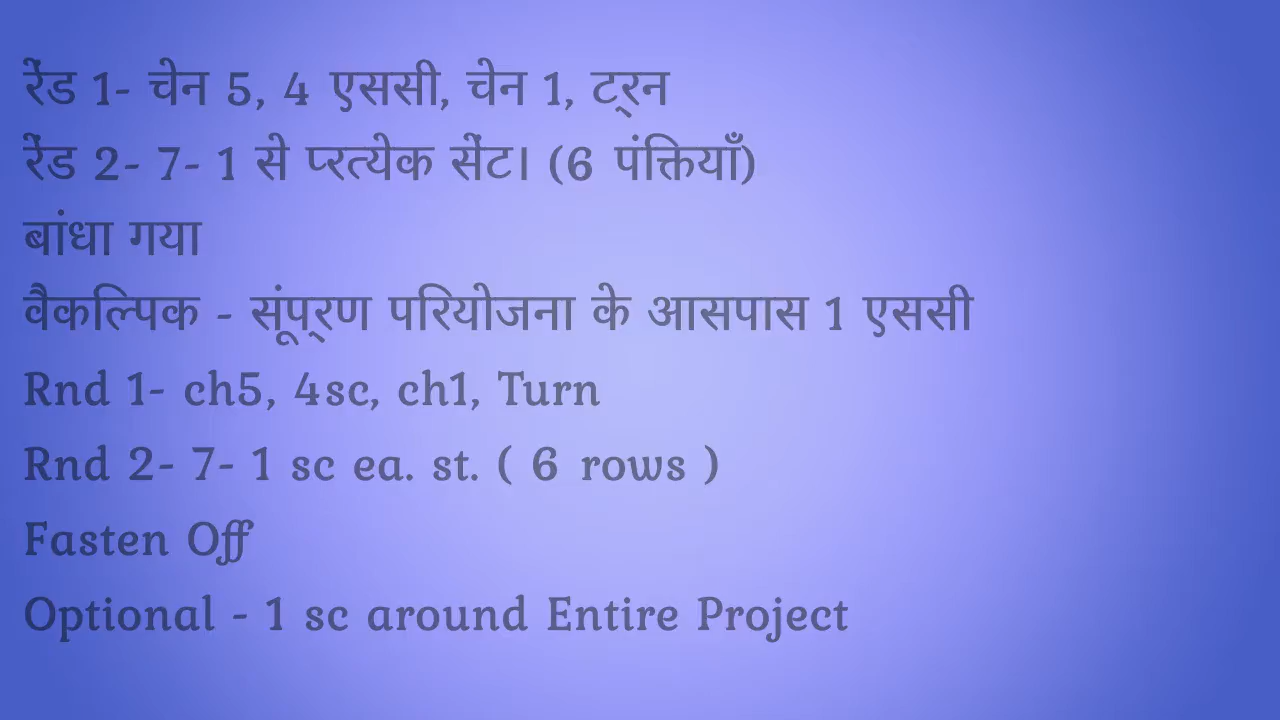 रेंड 1- चेन 5, 4 एससी, चेन 1, टर्न
रेंड 2- 7- 1 से प्रत्येक सेंट। (6 पंक्तियाँ)
बांधा गया
वैकल्पिक - संपूर्ण परियोजना के आसपास 1 एससी
Rnd 1- ch5, 4sc, ch1, Turn
Rnd 2- 7- 1 sc ea. st. ( 6 rows )
Fasten Off
Optional - 1 sc around Entire Project